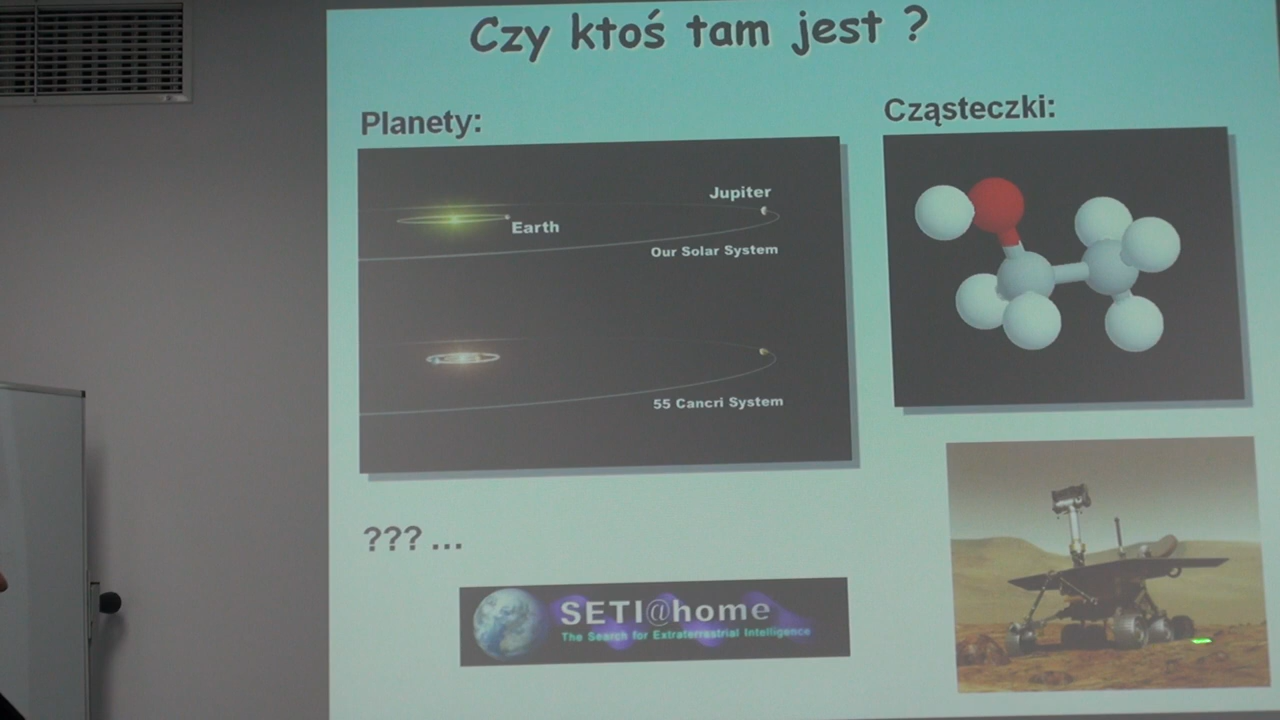 Czy ktoś tam jest ?
Planety:
Cząsteczki:
Jupiter
Earth
Our Solar System
55 Cancri System
??? ...
SETI@home
The Search for Extraterrestrial Intelligence